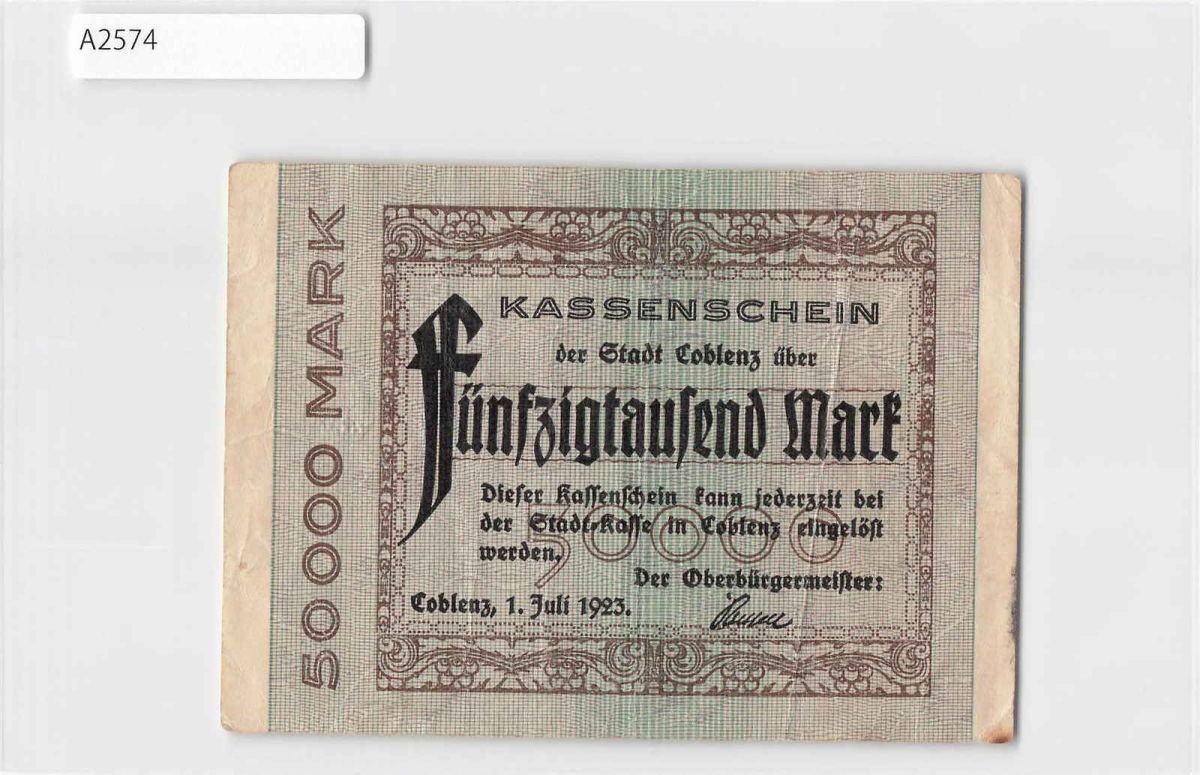 A2574
50000 MARK
KASSENSCHEIN
der Stadt Coblenz über
Fünfzigtauſend Mark
50000
Dieſer Kaſſenſchein kann jederzeit bei
der Stadt-Kaſſe in Coblenz eingelöſt
werden.
Der Oberbürgermeiſter:
Coblenz, 1. Juli 1923.